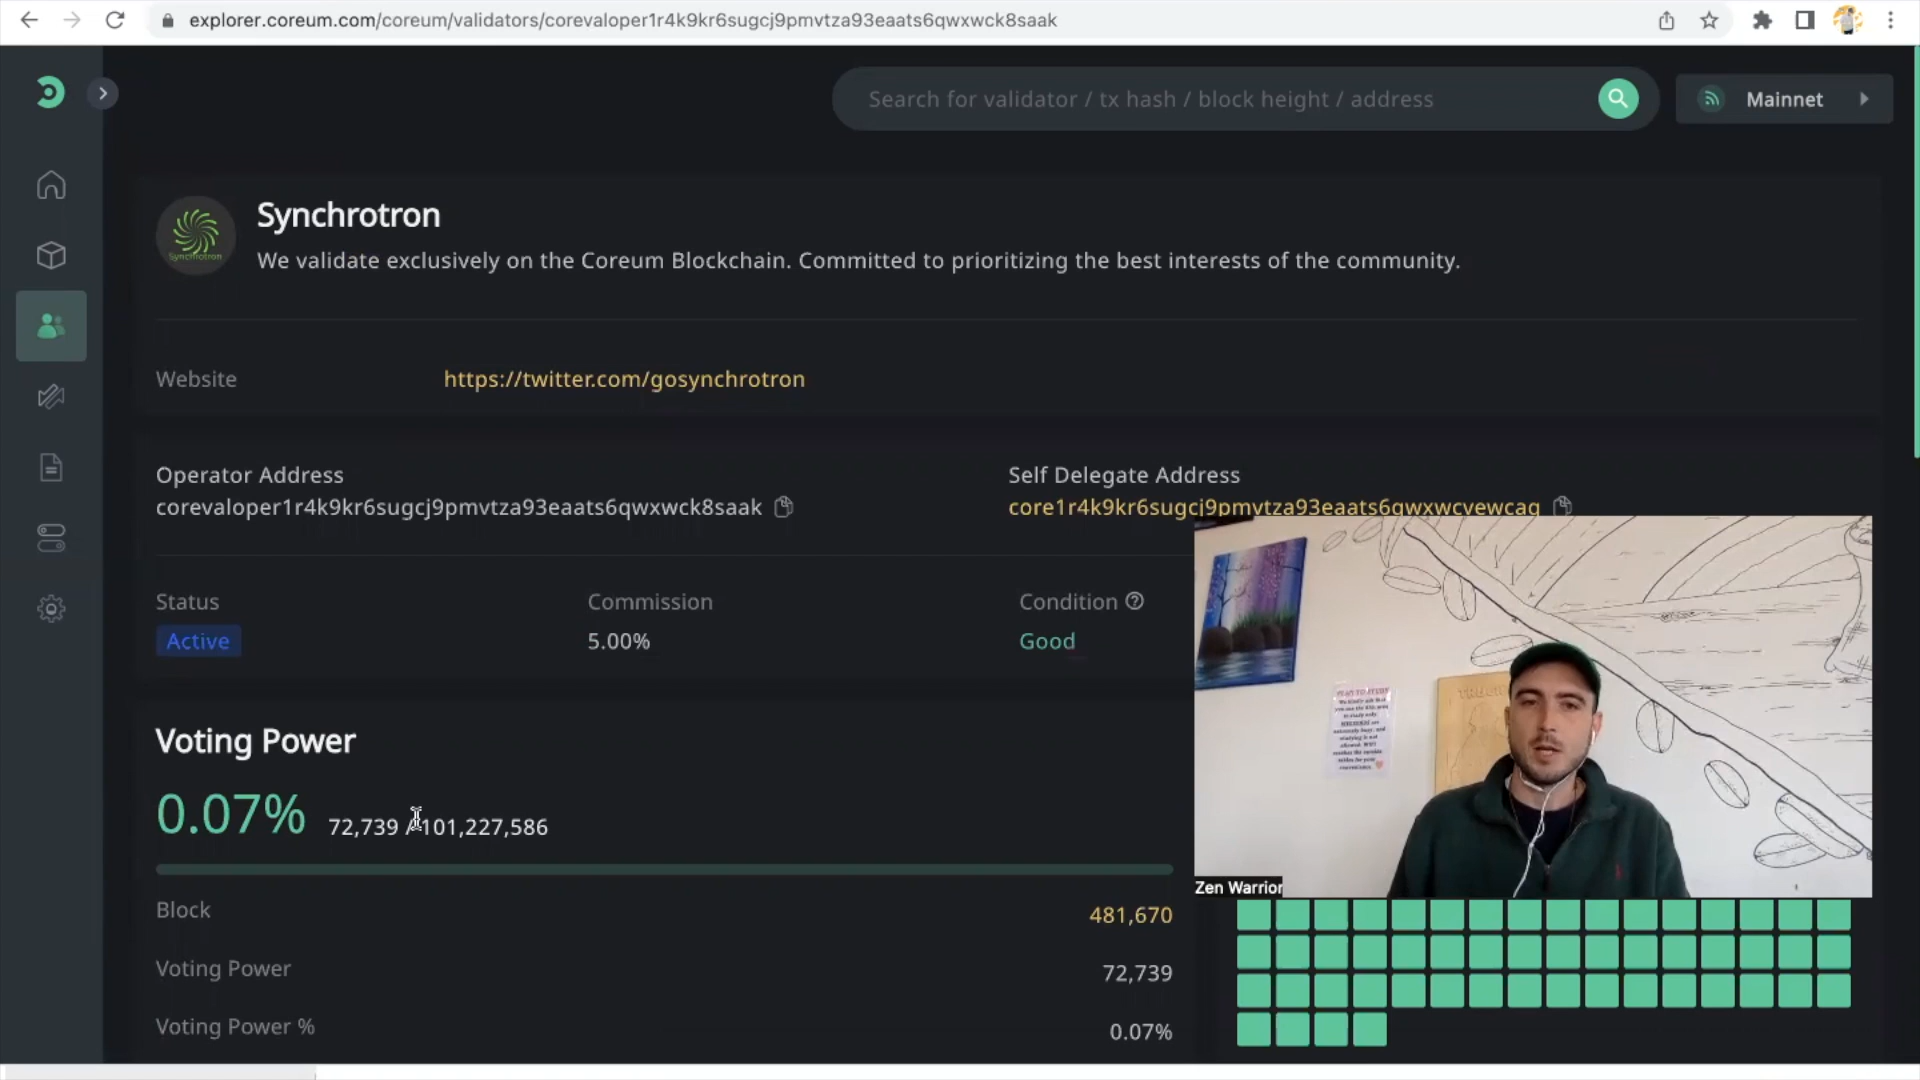 explorer.coreum.com/coreum/validators/corevaloper1r4k9kr6sugcj9pmvtza93eaats6qwxwck8saak
Search for validator / tx hash / block height / address
Mainnet
Synchrotron
Synchrotron
We validate exclusively on the Coreum Blockchain. Committed to prioritizing the best interests of the community.
Website
https://twitter.com/gosynchrotron
Operator Address
corevaloper1r4k9kr6sugcj9pmvtza93eaats6qwxwck8saak
Self Delegate Address
core1r4k9kr6sugcj9pmvtza93eaats6qwxwcvewcaq
Status
Active
Commission
5.00%
Condition
Good
Voting Power
0.07%
72,739 / 101,227,586
Block
481,670
Voting Power
72,739
Voting Power %
0.07%
Zen Warrior